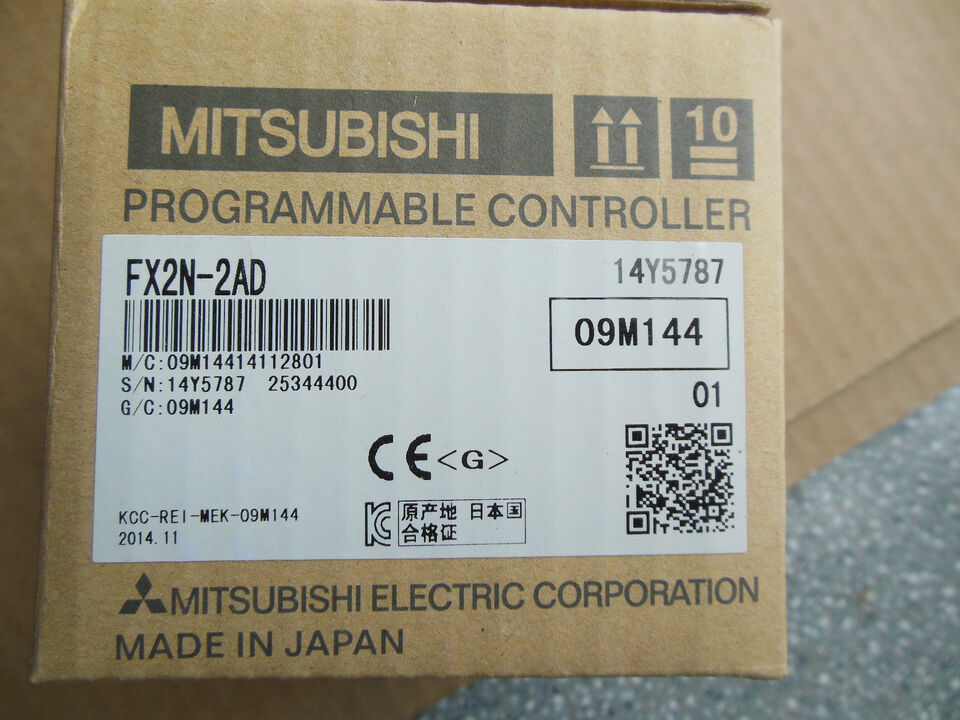 MITSUBISHI
10
PROGRAMMABLE CONTROLLER
FX2N-2AD
14Y5787
09M144
M/C:09M14414112801
S/N:14Y5787 25344400
G/C:09M144
01
CE <G>
KCC-REI-MEK-09M144
2014.11
KC
原产地 日本国
合格证
MITSUBISHI ELECTRIC CORPORATION
MADE IN JAPAN